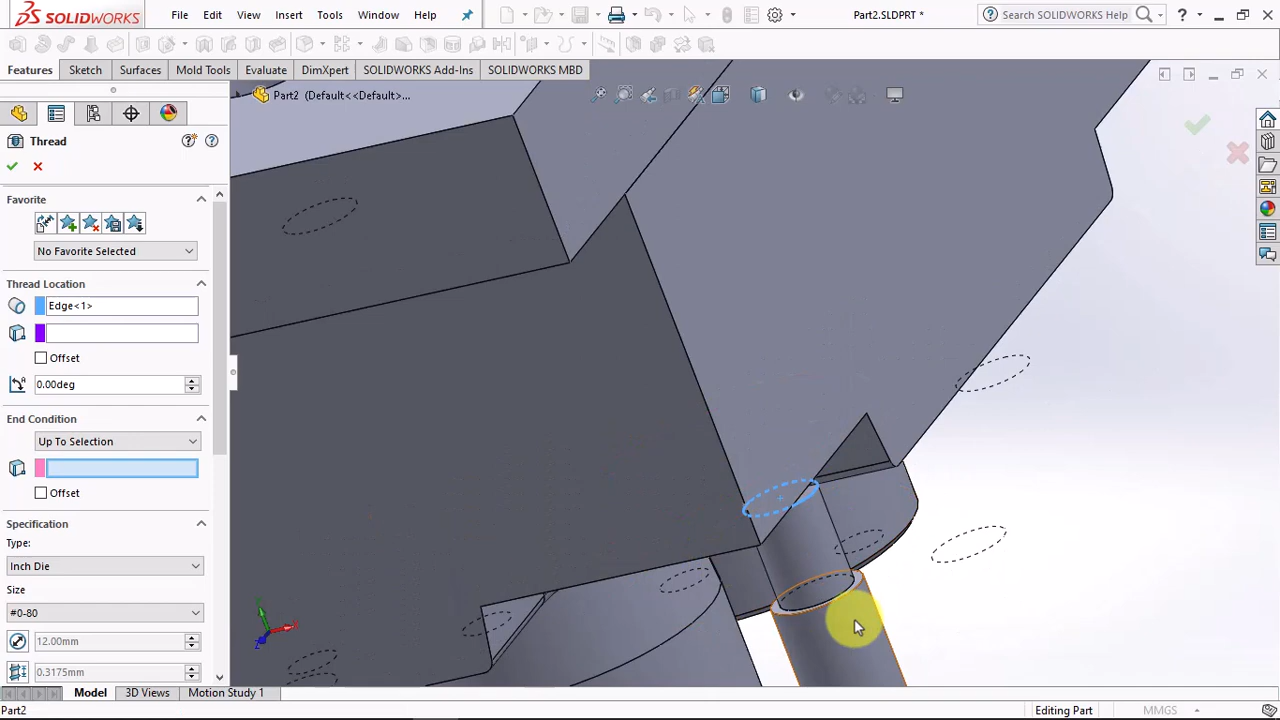 SOLIDWORKS File Edit View Insert Tools Window Help Part2.SLDPRT * Search SOLIDWORKS Help ?
Features Sketch Surfaces Mold Tools Evaluate DimXpert SOLIDWORKS Add-Ins SOLIDWORKS MBD
Part2 (Default<<Default>...
Thread
Favorite
No Favorite Selected
Thread Location
Edge<1>
Offset
0.00deg
End Condition
Up To Selection
Offset
Specification
Type:
Inch Die
Size
#0-80
12.00mm
0.3175mm
Model 3D Views Motion Study 1
Part2 Editing Part MMGS